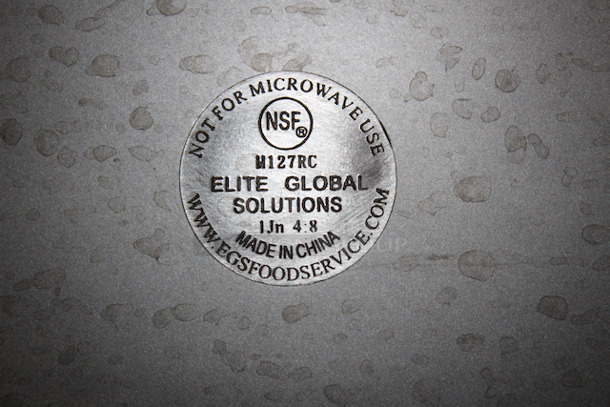 NOT FOR MICROWAVE USE
NSF®
M127RC
ELITE GLOBAL
SOLUTIONS
1Jn 4:8
MADE IN CHINA
WWW.EGSFOODSERVICE.COM